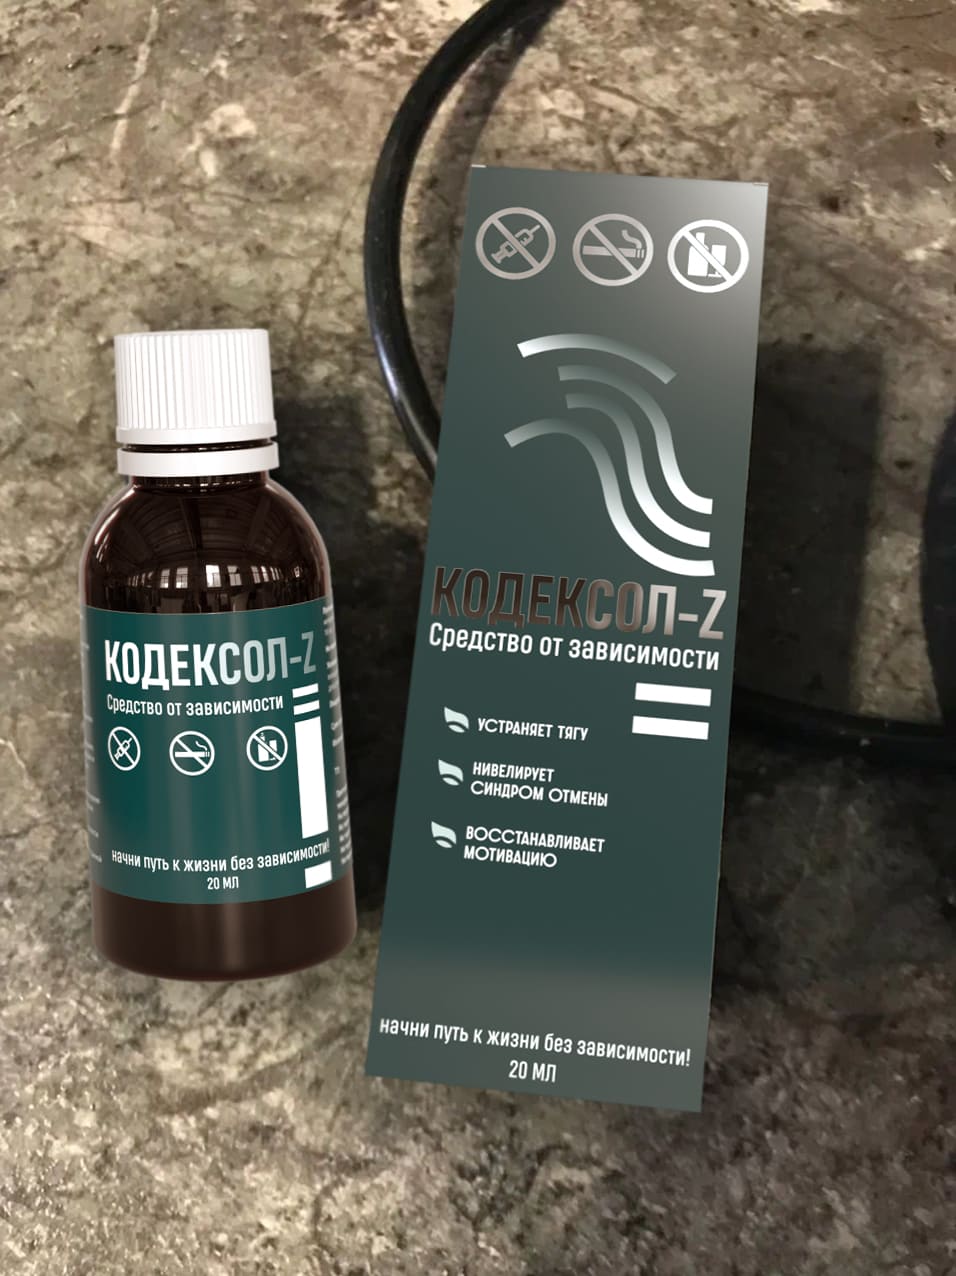 КОДЕКСОЛ-Z
Средство от зависимости
начни путь к жизни без зависимости!
20 МЛ
КОДЕКСОЛ-Z
Средство от зависимости
УСТРАНЯЕТ ТЯГУ
НИВЕЛИРУЕТ
СИНДРОМ ОТМЕНЫ
ВОССТАНАВЛИВАЕТ
МОТИВАЦИЮ
начни путь к жизни без зависимости!
20 МЛ